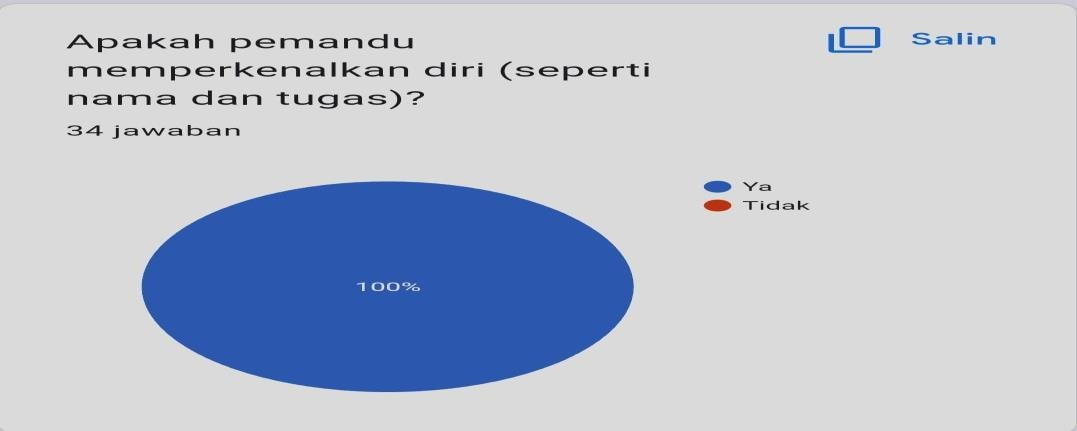 Apakah pemandu
memperkenalkan diri (seperti
nama dan tugas)?
34 jawaban
Salin
Ya
Tidak
100%